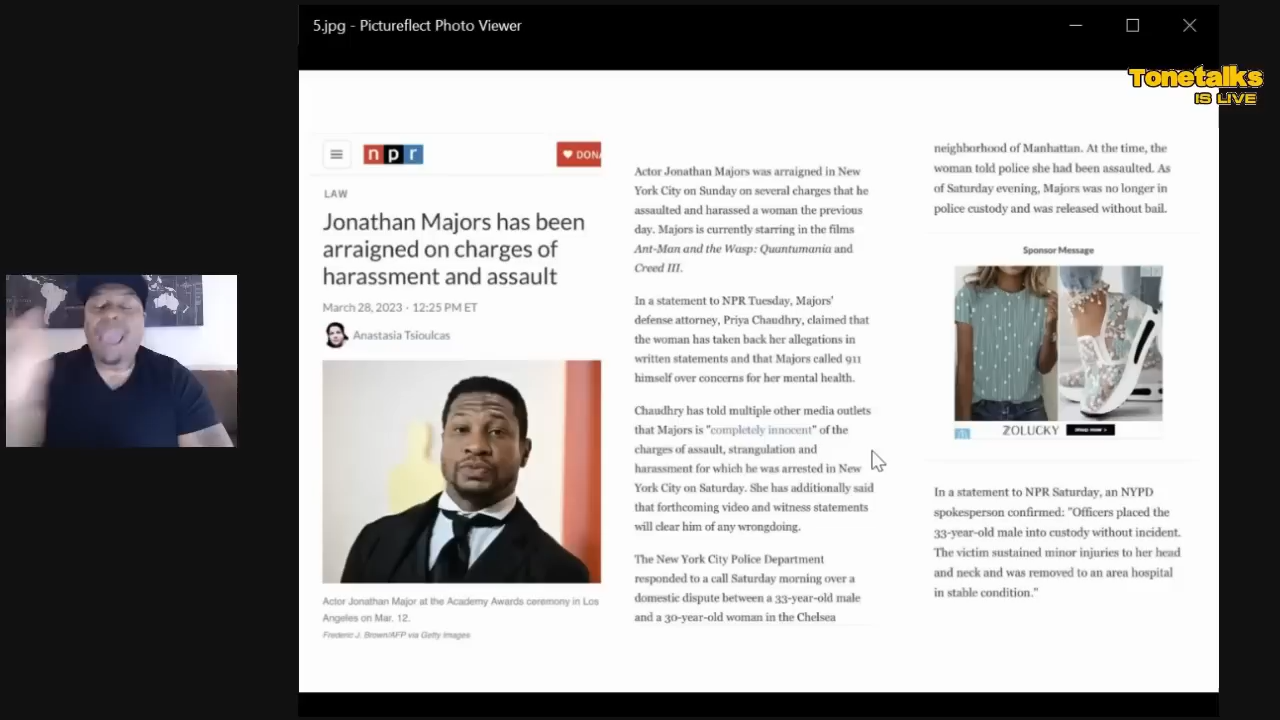 5.jpg - Pictureflect Photo Viewer
Tonetalks
IS LIVE
npr
DONA
LAW
Jonathan Majors has been
arraigned on charges of
harassment and assault
March 28, 2023 · 12:25 PM ET
Anastasia Tsioulcas
Actor Jonathan Major at the Academy Awards ceremony in Los
Angeles on Mar. 12.
Frederic J. Brown/AFP via Getty Images
Actor Jonathan Majors was arraigned in New
York City on Sunday on several charges that he
assaulted and harassed a woman the previous
day. Majors is currently starring in the films
Ant-Man and the Wasp: Quantumania and
Creed III.
In a statement to NPR Tuesday, Majors'
defense attorney, Priya Chaudhry, claimed that
the woman has taken back her allegations in
written statements and that Majors called 911
himself over concerns for her mental health.
Chaudhry has told multiple other media outlets
that Majors is "completely innocent" of the
charges of assault, strangulation and
harassment for which he was arrested in New
York City on Saturday. She has additionally said
that forthcoming video and witness statements
will clear him of any wrongdoing.
The New York City Police Department
responded to a call Saturday morning over a
domestic dispute between a 33-year-old male
and a 30-year-old woman in the Chelsea
neighborhood of Manhattan. At the time, the
woman told police she had been assaulted. As
of Saturday evening, Majors was no longer in
police custody and was released without bail.
Sponsor Message
ZOLUCKY
Shop now >
In a statement to NPR Saturday, an NYPD
spokesperson confirmed: "Officers placed the
33-year-old male into custody without incident.
The victim sustained minor injuries to her head
and neck and was removed to an area hospital
in stable condition."